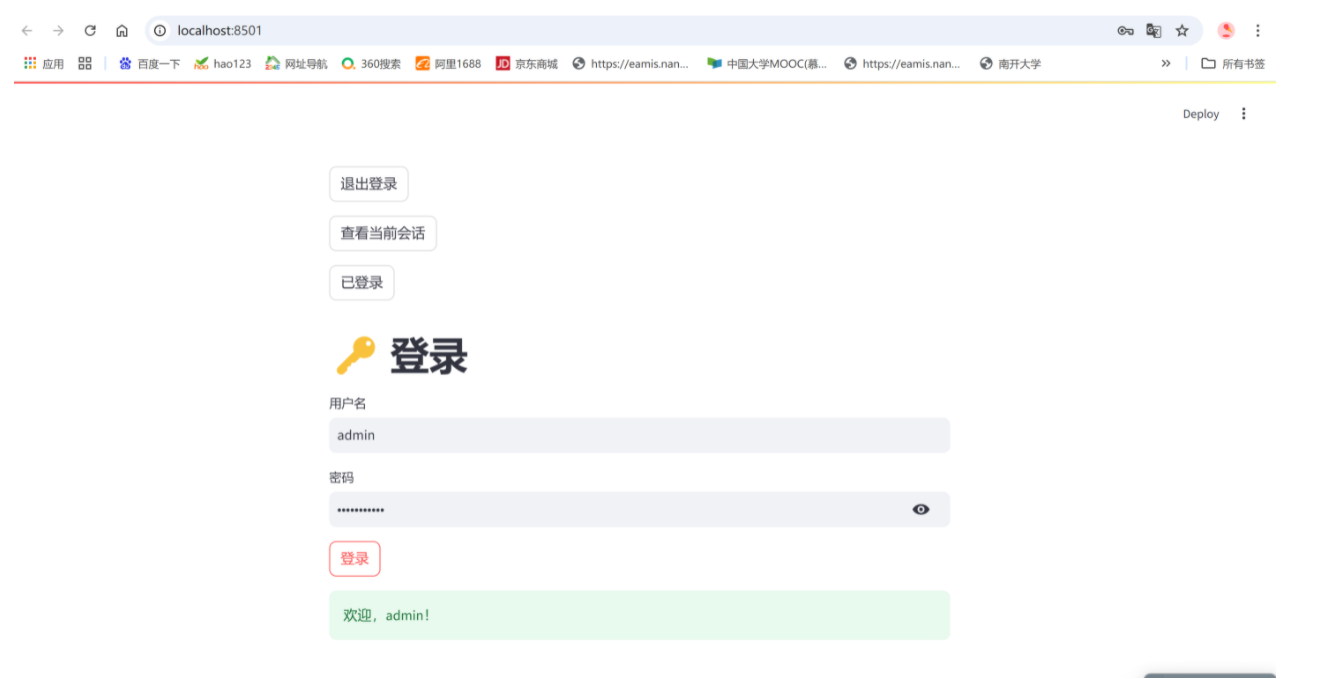 localhost:8501
应用 百度一下 hao123 网址导航 360搜索 阿里1688 JD 京东商城 https://eamis.nan... 中国大学MOOC(慕... https://eamis.nan... 南开大学 » 所有书签
Deploy
退出登录
查看当前会话
已登录
登录
用户名
admin
密码
•••••••••••
登录
欢迎，admin！